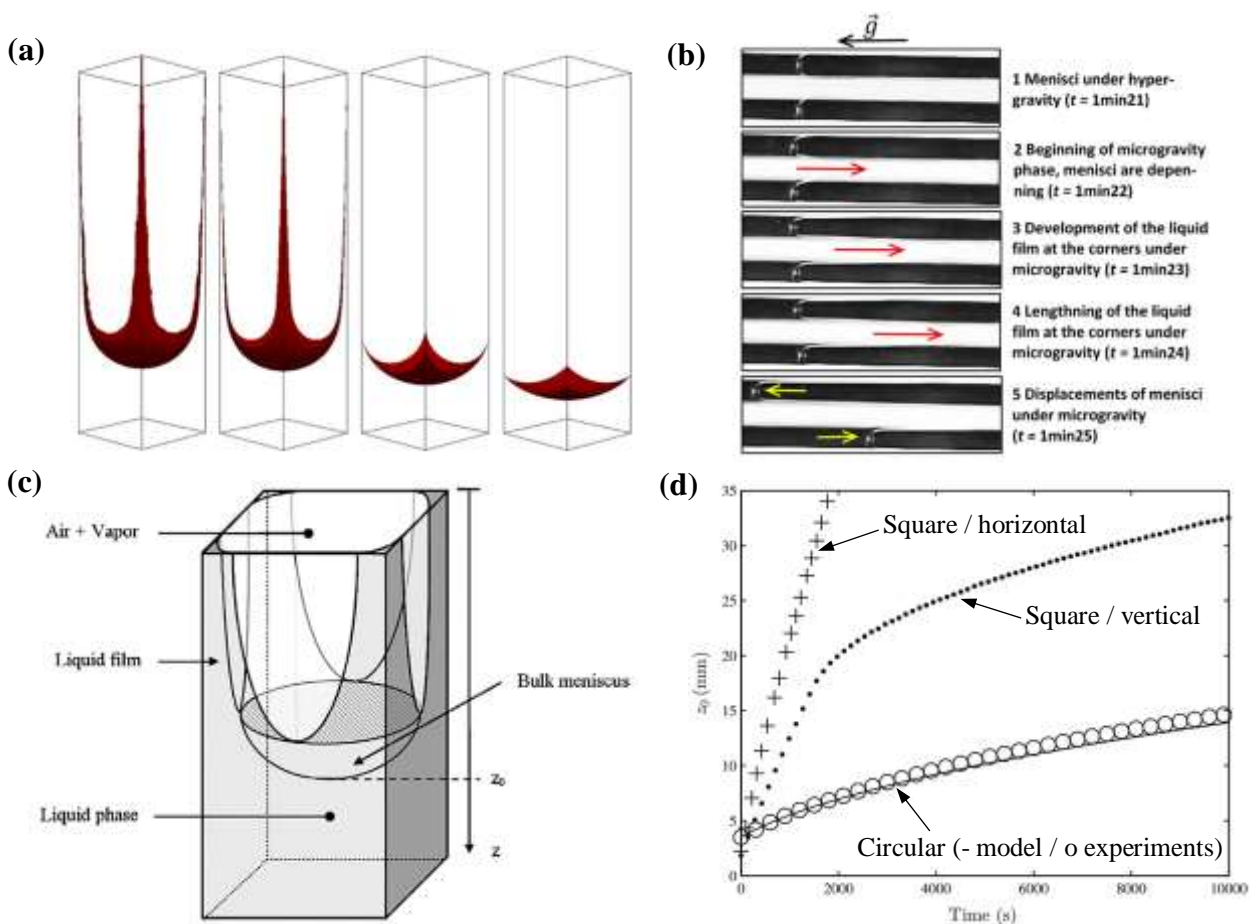 (a)
(b)
g
1 Menisci under hyper-
gravity (t = 1min21)
2 Beginning of microgravity
phase, menisci are depen-
ning (t = 1min22)
3 Development of the liquid
film at the corners under
microgravity (t = 1min23)
4 Lengthning of the liquid
film at the corners under
microgravity (t = 1min24)
5 Displacements of menisci
under microgravity
(t = 1min25)
(c)
Air + Vapor
Liquid film
Bulk meniscus
z₀
Liquid phase
z
(d)
35
30
25
20
15
10
5
0
z₀ (mm)
Square / horizontal
Square / vertical
Circular (- model / o experiments)
0 2000 4000 6000 8000 10000
Time (s)